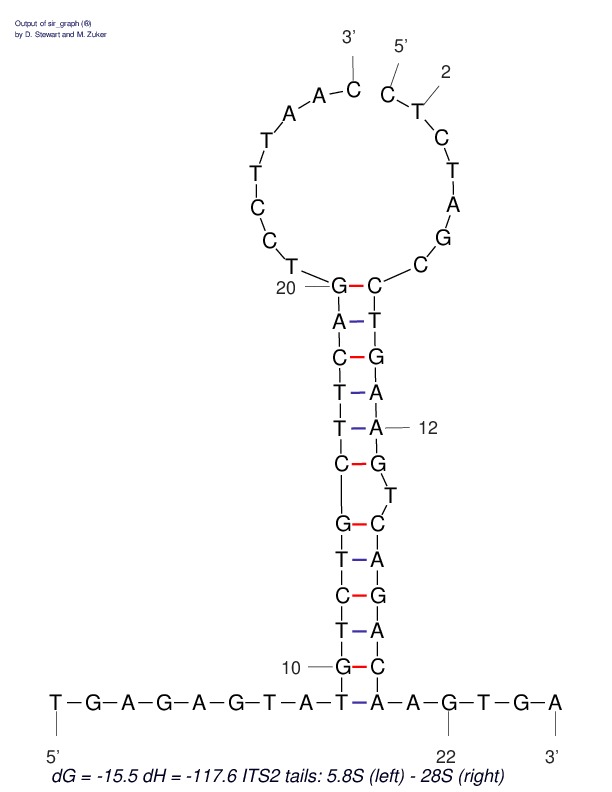 Output of sir_graph (®)
by D. Stewart and M. Zuker
3' 5'
2
C C
A T
A
T C
T T
C A
C G
T C
20 G C
A T
C G
T A
T A 12
C G
T
G C
T A
C G
T A
10 G C
T G A G A G T A T A A G T G A
5' 22 3'
dG = -15.5 dH = -117.6 ITS2 tails: 5.8S (left) - 28S (right)